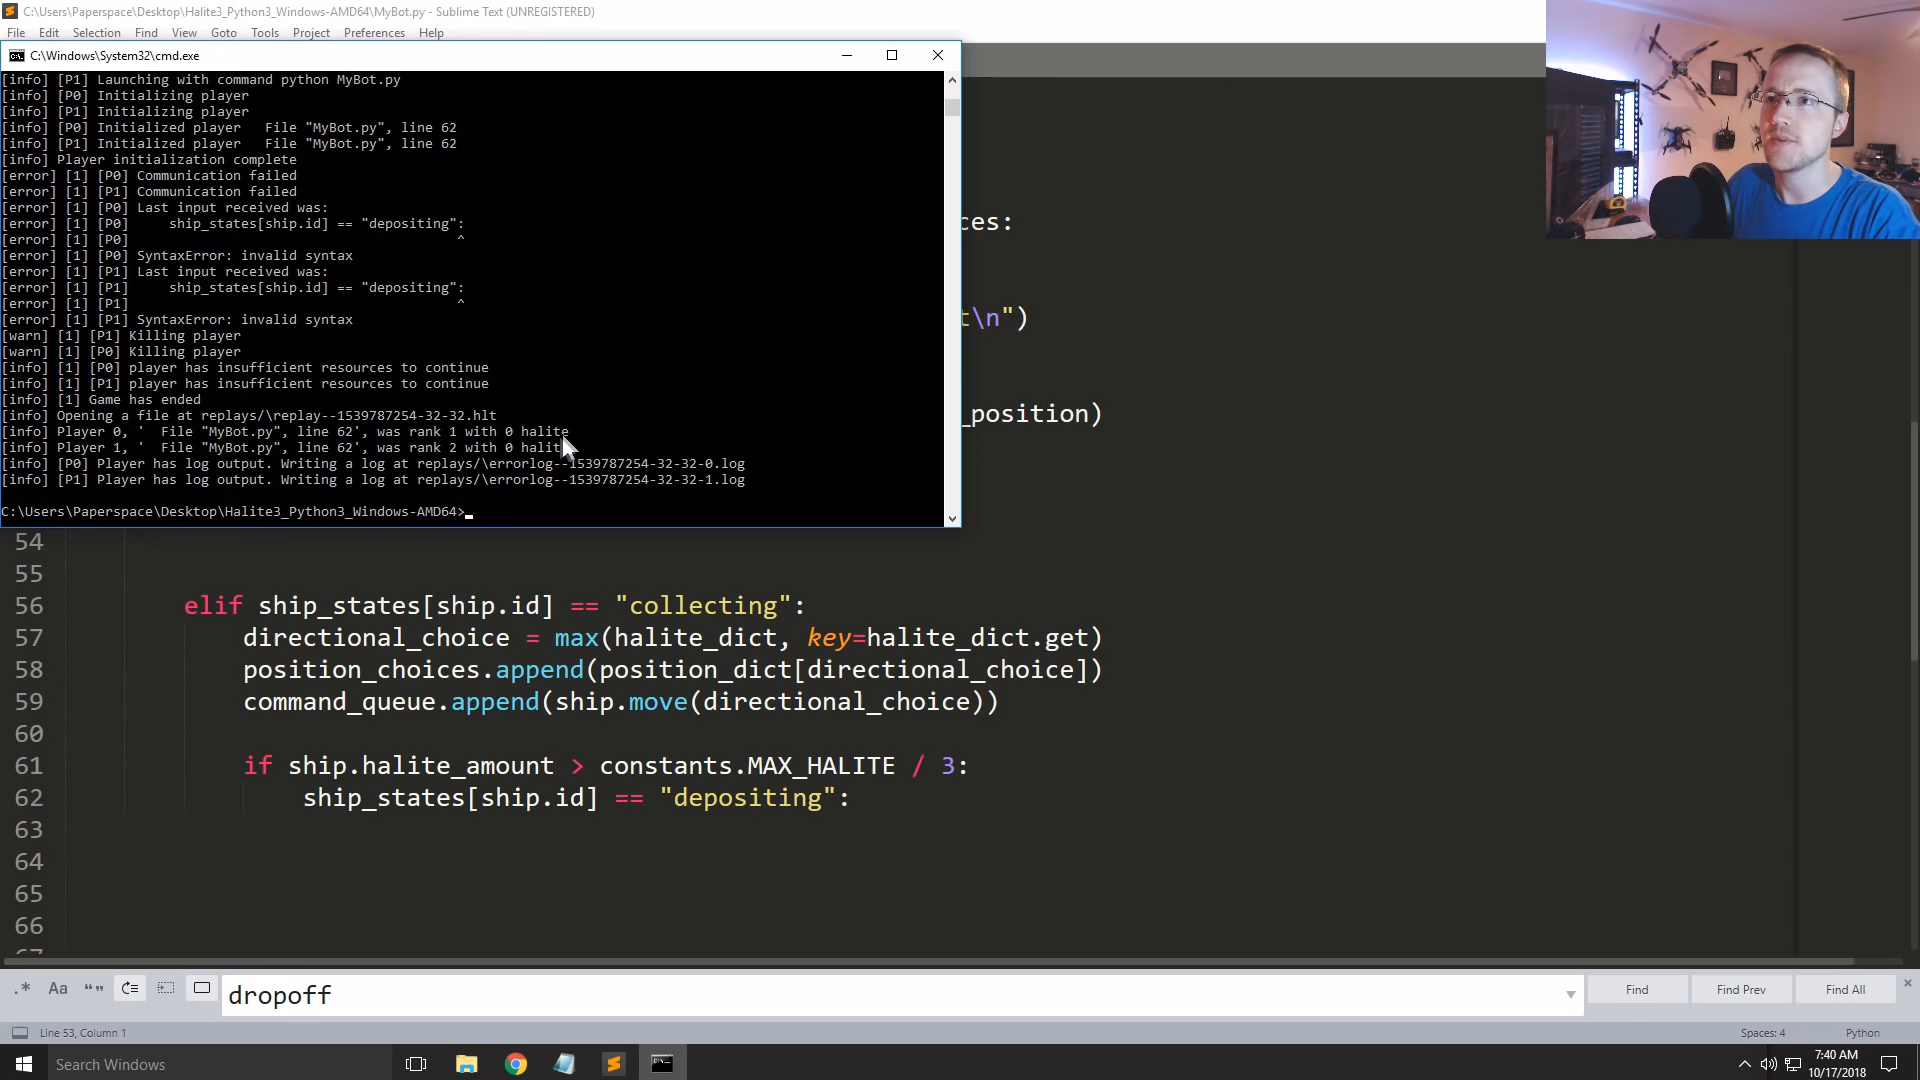 C:\Users\Paperspace\Desktop\Halite3_Python3_Windows-AMD64\MyBot.py - Sublime Text (UNREGISTERED)
File Edit Selection Find View Goto Tools Project Preferences Help
C:\Windows\System32\cmd.exe
[info] [P1] Launching with command python MyBot.py
[info] [P0] Initializing player
[info] [P1] Initializing player
[info] [P0] Initialized player   File "MyBot.py", line 62
[info] [P1] Initialized player   File "MyBot.py", line 62
[info] Player initialization complete
[error] [1] [P0] Communication failed
[error] [1] [P1] Communication failed
[error] [1] [P0] Last input received was:
[error] [1] [P0]     ship_states[ship.id] == "depositing":
[error] [1] [P0]                                         ^
[error] [1] [P0] SyntaxError: invalid syntax
[error] [1] [P1] Last input received was:
[error] [1] [P1]     ship_states[ship.id] == "depositing":
[error] [1] [P1]                                         ^
[error] [1] [P1] SyntaxError: invalid syntax
[warn] [1] [P1] Killing player
[warn] [1] [P0] Killing player
[info] [1] [P0] player has insufficient resources to continue
[info] [1] [P1] player has insufficient resources to continue
[info] [1] Game has ended
[info] Opening a file at replays/\replay--1539787254-32-32.hlt
[info] Player 0, '  File "MyBot.py", line 62', was rank 1 with 0 halite
[info] Player 1, '  File "MyBot.py", line 62', was rank 2 with 0 halite
[info] [P0] Player has log output. Writing a log at replays/\errorlog--1539787254-32-32-0.log
[info] [P1] Player has log output. Writing a log at replays/\errorlog--1539787254-32-32-1.log
C:\Users\Paperspace\Desktop\Halite3_Python3_Windows-AMD64>
ces:
t\n")
_position)
54
55
56 elif ship_states[ship.id] == "collecting":
57 directional_choice = max(halite_dict, key=halite_dict.get)
58 position_choices.append(position_dict[directional_choice])
59 command_queue.append(ship.move(directional_choice))
60
61 if ship.halite_amount > constants.MAX_HALITE / 3:
62 ship_states[ship.id] == "depositing":
63
64
65
66
.* Aa “” dropoff Find Find Prev Find All
Line 53, Column 1 Spaces: 4 Python
Search Windows
7:40 AM
10/17/2018